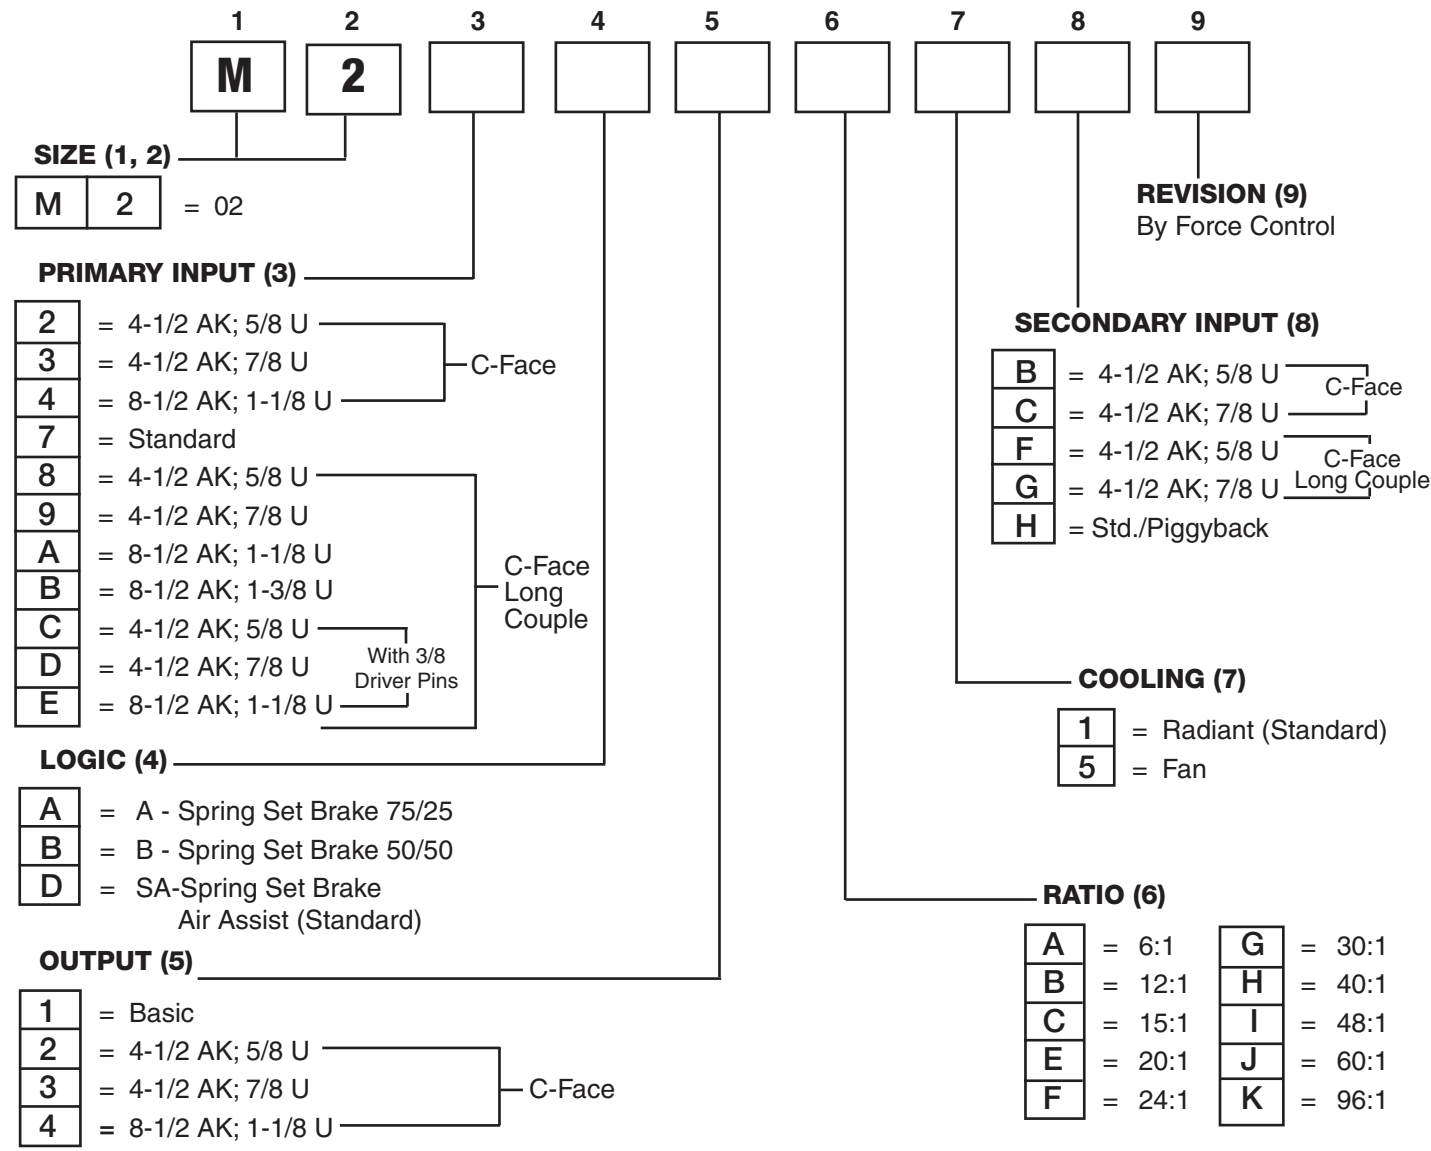 1 2 3 4 5 6 7 8 9
M 2
SIZE (1, 2)
M 2 = 02
REVISION (9)
By Force Control
PRIMARY INPUT (3)
2 = 4-1/2 AK; 5/8 U
3 = 4-1/2 AK; 7/8 U
4 = 8-1/2 AK; 1-1/8 U
C-Face
7 = Standard
8 = 4-1/2 AK; 5/8 U
9 = 4-1/2 AK; 7/8 U
A = 8-1/2 AK; 1-1/8 U
B = 8-1/2 AK; 1-3/8 U
C = 4-1/2 AK; 5/8 U
D = 4-1/2 AK; 7/8 U
E = 8-1/2 AK; 1-1/8 U
With 3/8
Driver Pins
C-Face
Long
Couple
SECONDARY INPUT (8)
B = 4-1/2 AK; 5/8 U
C = 4-1/2 AK; 7/8 U
C-Face
F = 4-1/2 AK; 5/8 U
G = 4-1/2 AK; 7/8 U
C-Face
Long Couple
H = Std./Piggyback
COOLING (7)
1 = Radiant (Standard)
5 = Fan
LOGIC (4)
A = A - Spring Set Brake 75/25
B = B - Spring Set Brake 50/50
D = SA-Spring Set Brake
Air Assist (Standard)
RATIO (6)
A = 6:1 G = 30:1
B = 12:1 H = 40:1
C = 15:1 I = 48:1
E = 20:1 J = 60:1
F = 24:1 K = 96:1
OUTPUT (5)
1 = Basic
2 = 4-1/2 AK; 5/8 U
3 = 4-1/2 AK; 7/8 U
4 = 8-1/2 AK; 1-1/8 U
C-Face